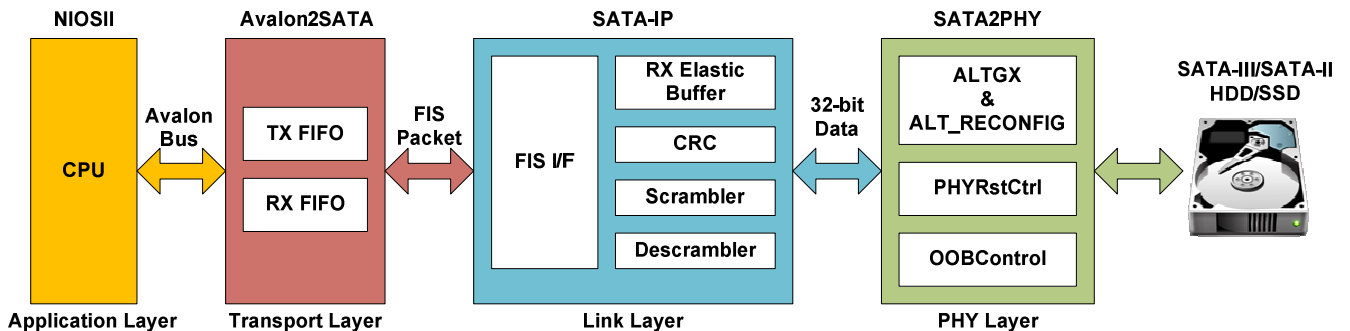 NIOSII
Avalon2SATA
SATA-IP
SATA2PHY
CPU
Avalon
Bus
TX FIFO
RX FIFO
FIS
Packet
FIS I/F
RX Elastic
Buffer
CRC
Scrambler
Descrambler
32-bit
Data
ALTGX
&
ALT_RECONFIG
PHYRstCtrl
OOBControl
SATA-III/SATA-II
HDD/SSD
Application Layer
Transport Layer
Link Layer
PHY Layer